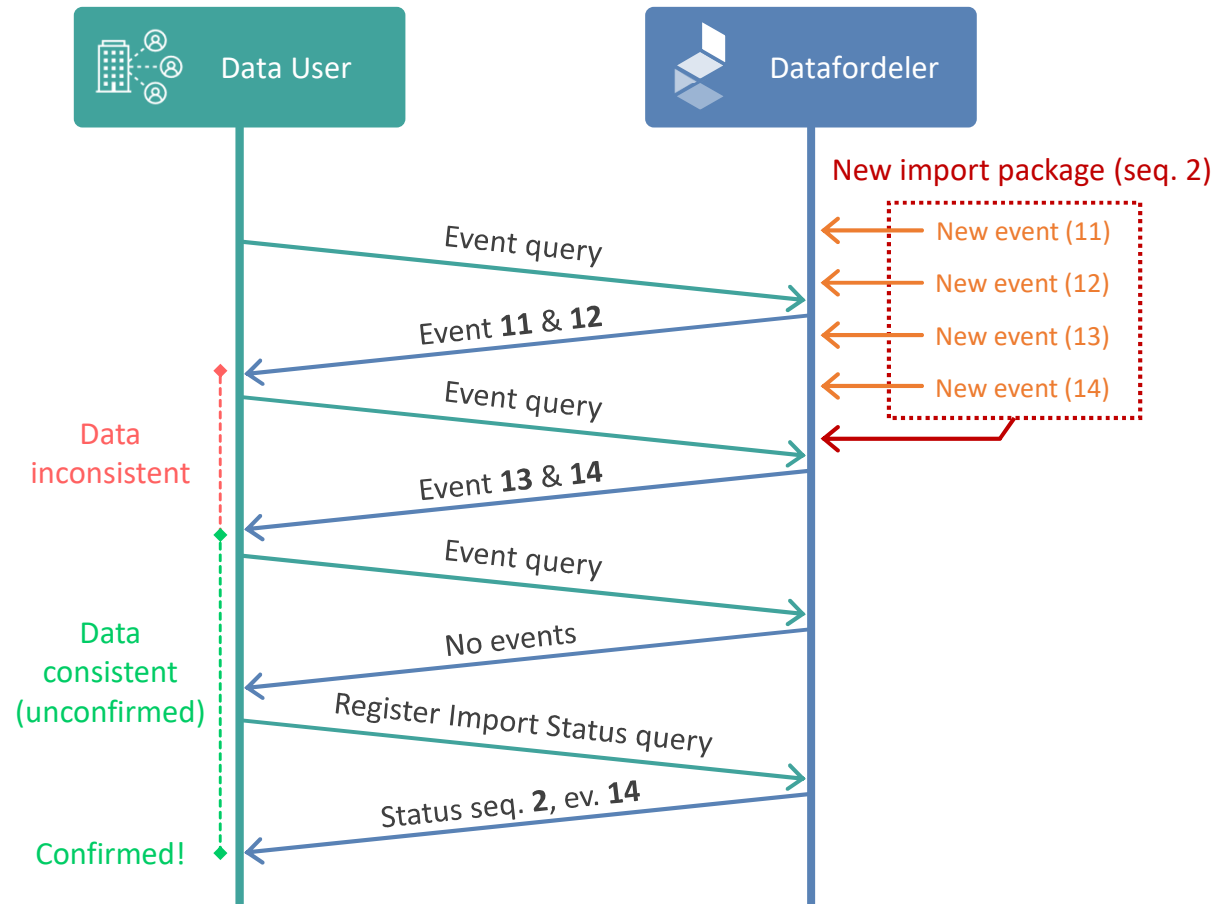 Data User
Datafordeler
New import package (seq. 2)
New event (11)
Event query
New event (12)
Event 11 & 12
New event (13)
New event (14)
Event query
Data
inconsistent
Event 13 & 14
Event query
Data
consistent
(unconfirmed)
No events
Register Import Status query
Status seq. 2, ev. 14
Confirmed!